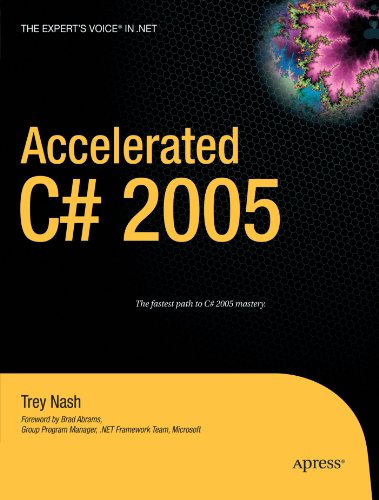 THE EXPERT'S VOICE® IN .NET
Accelerated
C# 2005
The fastest path to C# 2005 mastery.
Trey Nash
Foreword by Brad Abrams,
Group Program Manager, .NET Framework Team, Microsoft
Apress®